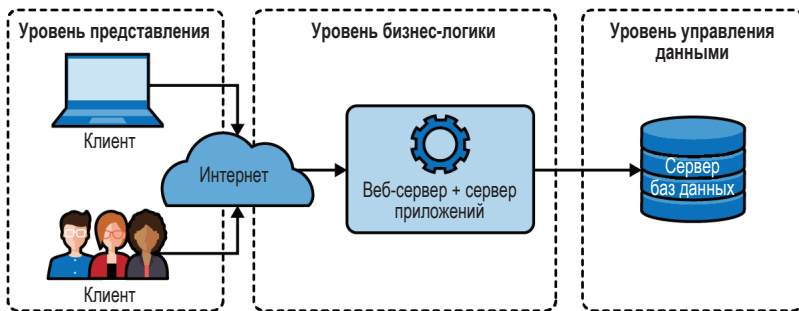 Уровень представления
Клиент
Клиент
Интернет
Уровень бизнес-логики
Веб-сервер + сервер
приложений
Уровень управления
данными
Сервер
баз данных